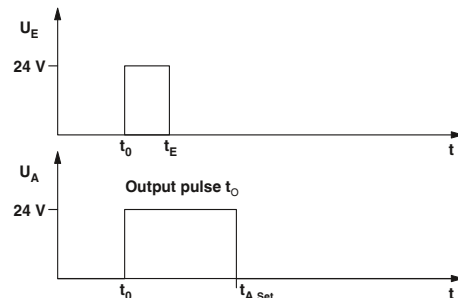 U_E
24 V
t_0
t_E
t
U_A
Output pulse t_O
24 V
t_0
t_A Set
t